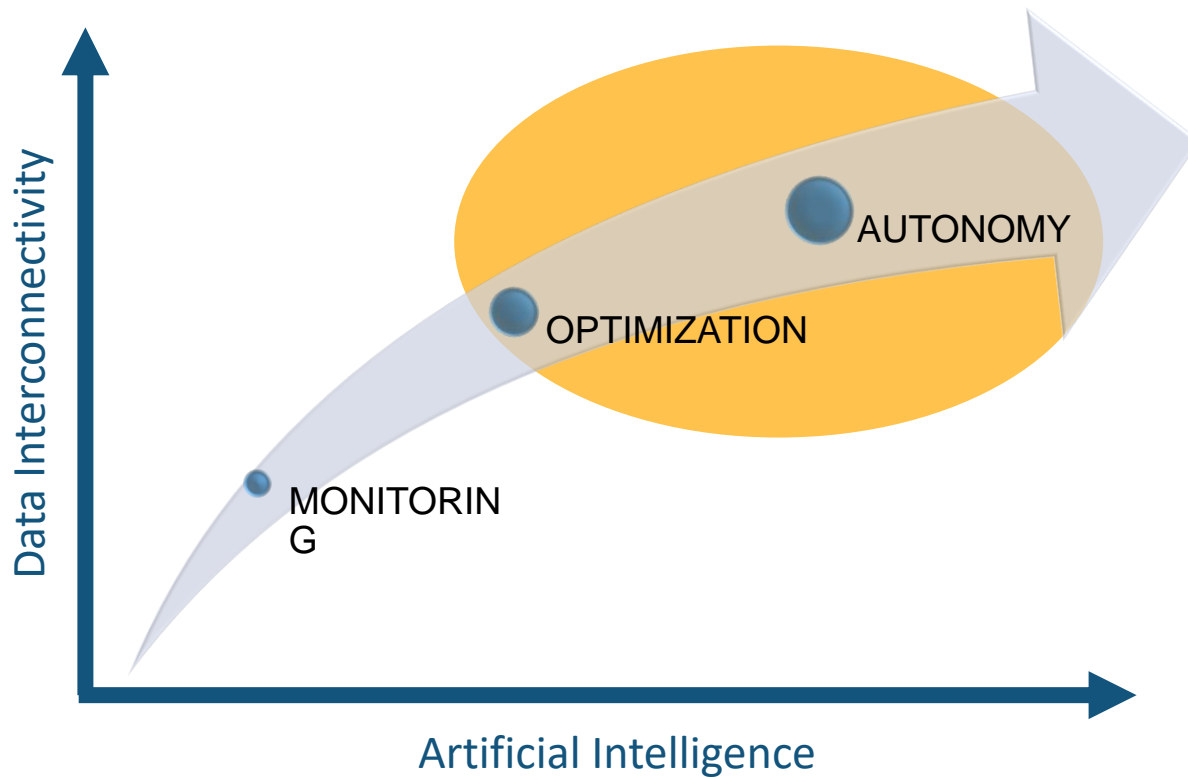 Data Interconnectivity
AUTONOMY
OPTIMIZATION
MONITORIN
G
Artificial Intelligence